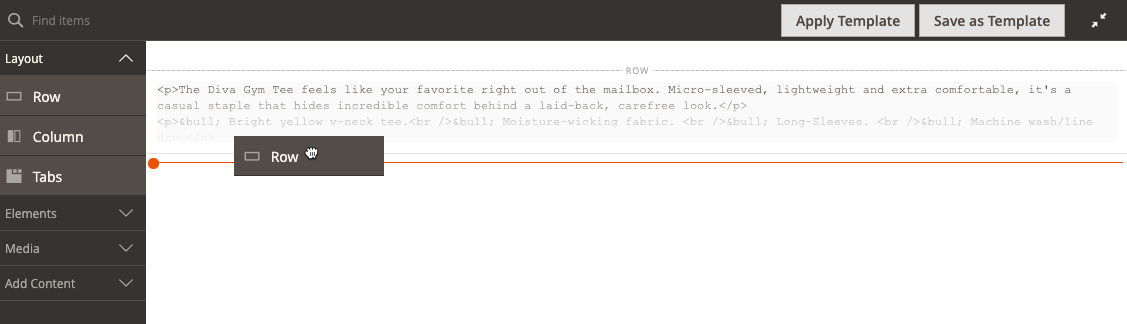 Find items
Apply Template
Save as Template
Layout
Row
Column
Tabs
Elements
Media
Add Content
ROW
<p>The Diva Gym Tee feels like your favorite right out of the mailbox. Micro-sleeved, lightweight and extra comfortable, it's a
casual staple that hides incredible comfort behind a laid-back, carefree look.</p>
<p>&bull; Bright yellow v-neck tee.<br />&bull; Moisture-wicking fabric. <br />&bull; Long-Sleeves. <br />&bull; Machine wash/line
dry.</p>
Row